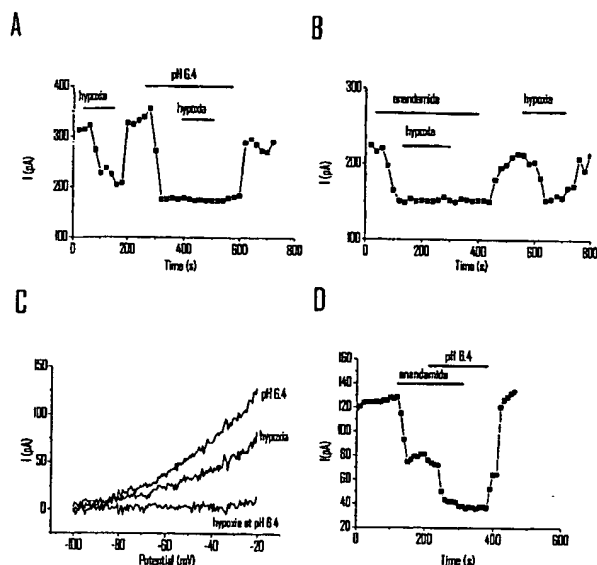 A
B
pH 6.4
hypoxia
hypoxia
400
300
200
100
I (pA)
0
200
400
600
800
Time (s)
anandamide
hypoxia
hypoxia
300
200
100
I (pA)
0
200
400
600
800
Time (s)
C
D
150
100
50
0
I (pA)
pH 6.4
hypoxia
hypoxia at pH 6.4
-100
-80
-60
-40
-20
Potential (mV)
pH 6.4
anandamide
160
140
120
100
80
60
40
20
I(pA)
0
200
400
600
Time (s)